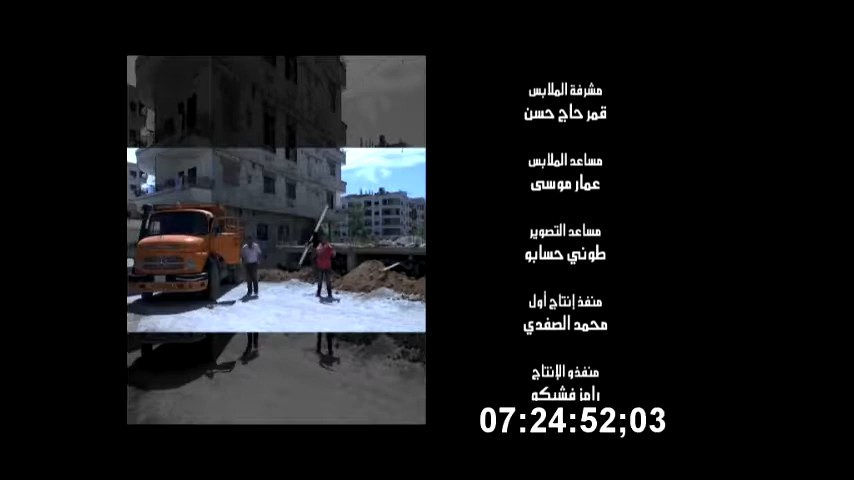 مشرفة الملابس
قمر حاج حسن
مساعد الملابس
عمار موسى
مساعد التصوير
طوني حسابو
منفذ إنتاج أول
محمد الصفدي
منفذو الإنتاج
رامز فشيكو
07:24:52;03